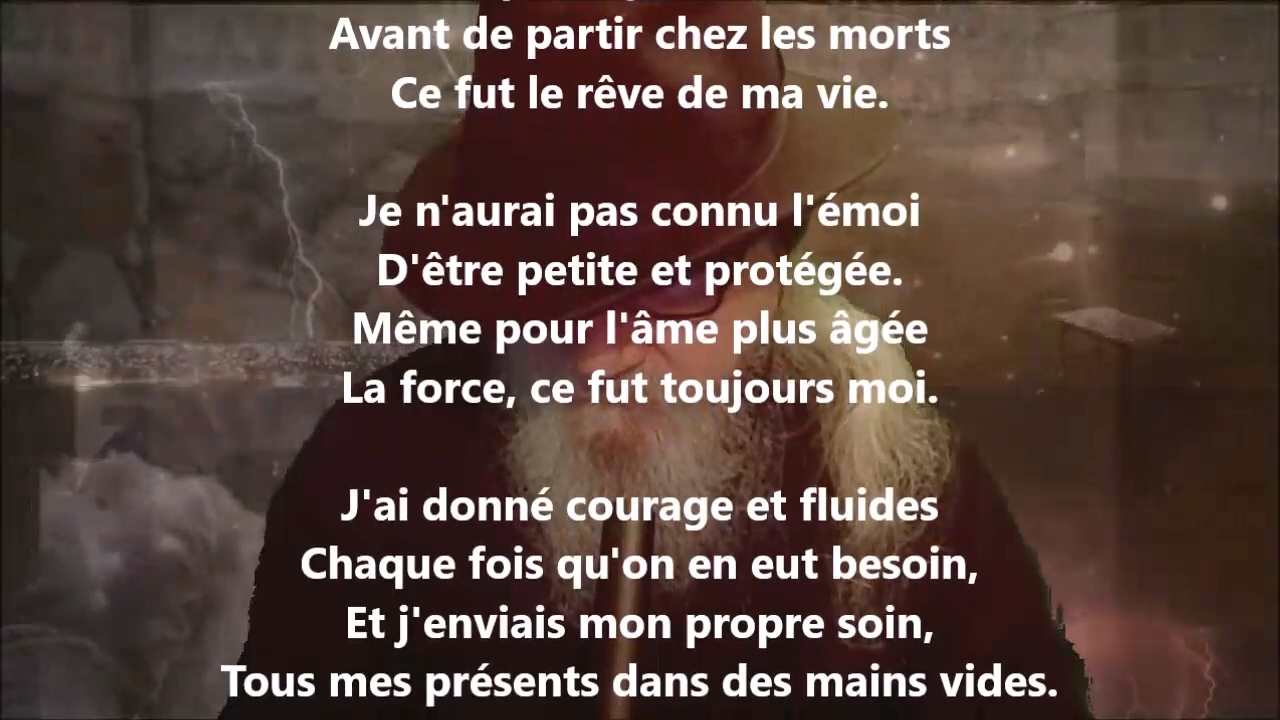 Avant de partir chez les morts
Ce fut le rêve de ma vie.
Je n'aurai pas connu l'émoi
D'être petite et protégée.
Même pour l'âme plus âgée
La force, ce fut toujours moi.
J'ai donné courage et fluides
Chaque fois qu'on en eut besoin,
Et j'enviais mon propre soin,
Tous mes présents dans des mains vides.